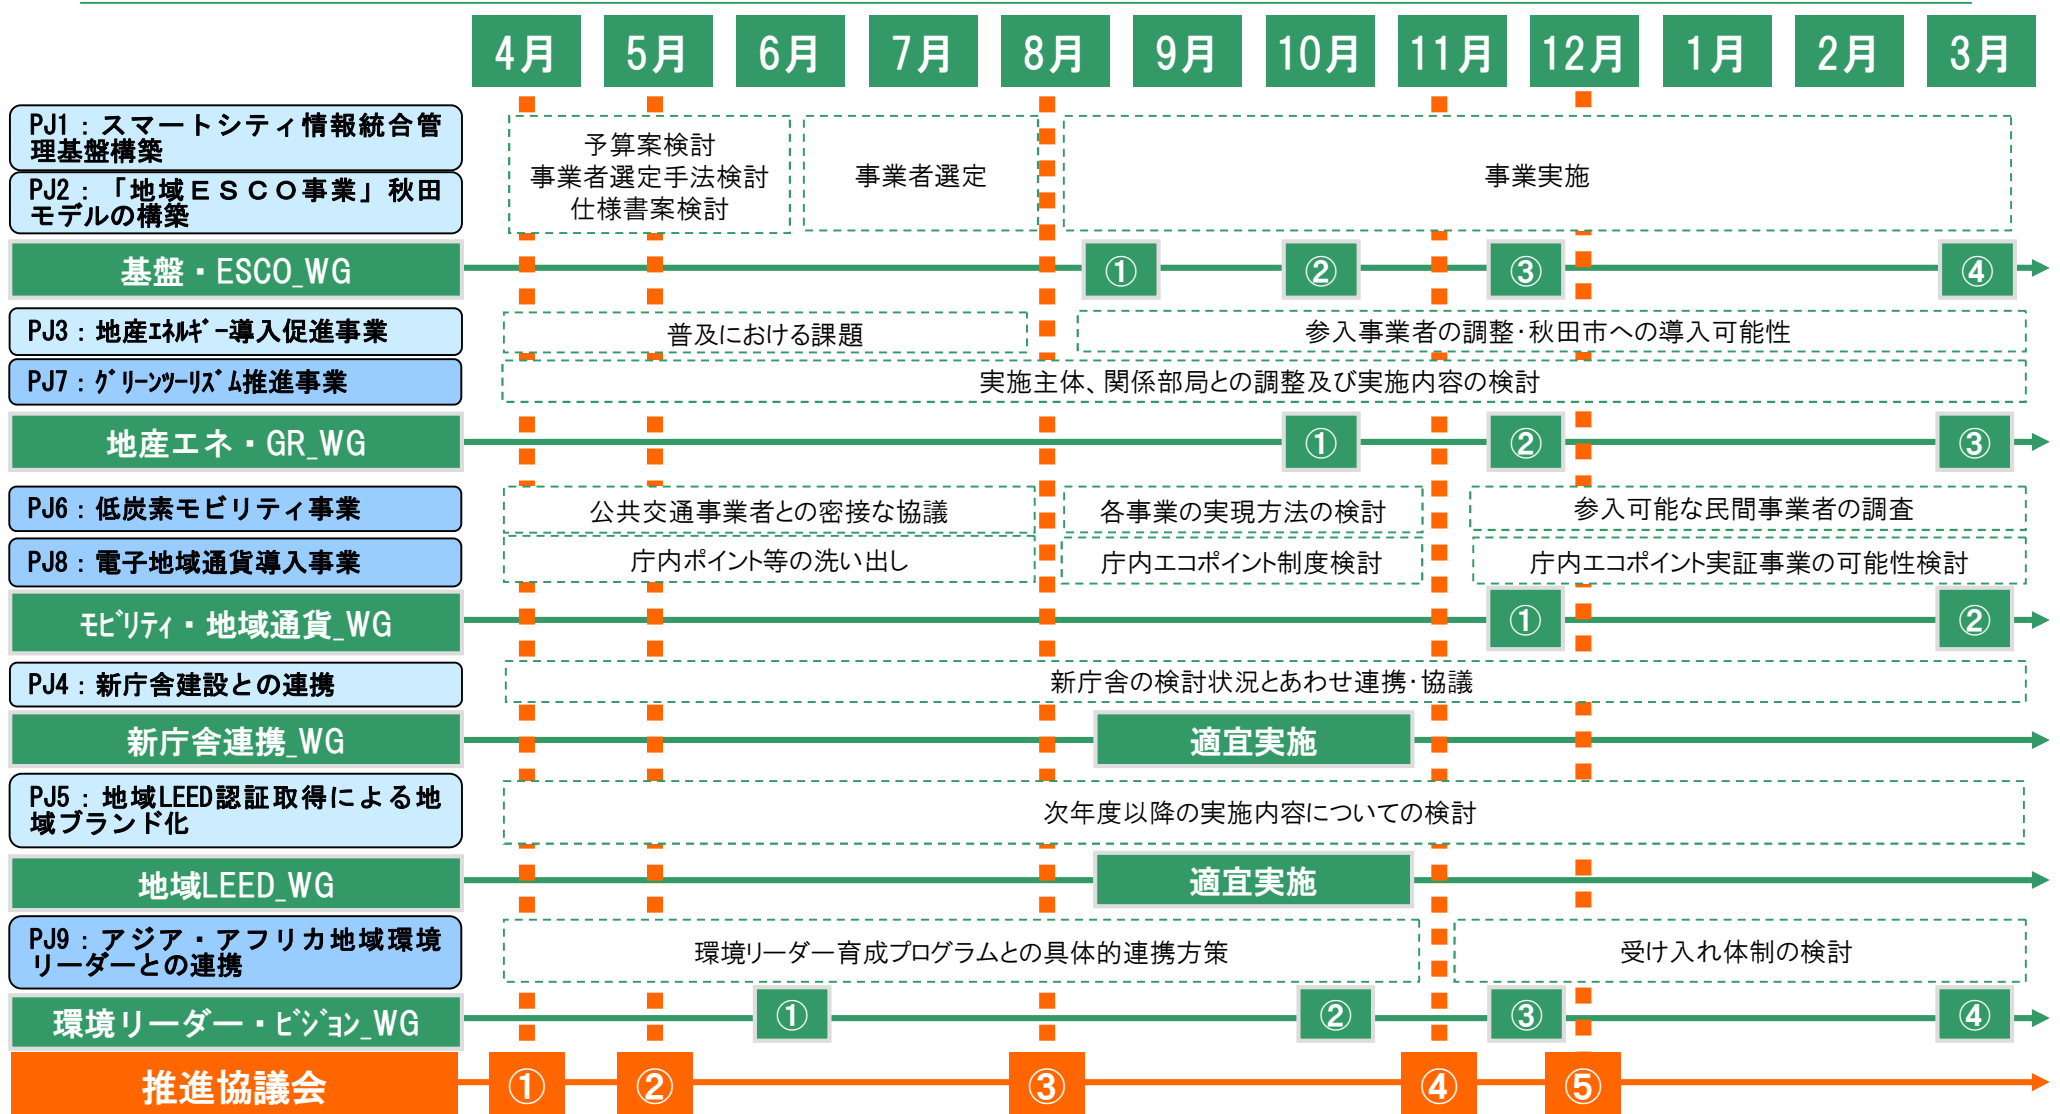 4月 5月 6月 7月 8月 9月 10月 11月 12月 1月 2月 3月
PJ1：スマートシティ情報統合管
理基盤構築
PJ2：「地域ＥＳＣＯ事業」秋田
モデルの構築
予算案検討
事業者選定手法検討
仕様書案検討
事業者選定
事業実施
基盤・ESCO_WG
① ② ③ ④
PJ3：地産ｴﾈﾙｷﾞｰ導入促進事業
普及における課題
参入事業者の調整・秋田市への導入可能性
PJ7：ｸﾞﾘｰﾝﾂｰﾘｽﾞﾑ推進事業
実施主体、関係部局との調整及び実施内容の検討
地産エネ・GR_WG
① ② ③
PJ6：低炭素モビリティ事業
公共交通事業者との密接な協議
各事業の実現方法の検討
参入可能な民間事業者の調査
PJ8：電子地域通貨導入事業
庁内ポイント等の洗い出し
庁内エコポイント制度検討
庁内エコポイント実証事業の可能性検討
ﾓﾋﾞﾘﾃｨ・地域通貨_WG
① ②
PJ4：新庁舎建設との連携
新庁舎の検討状況とあわせ連携・協議
新庁舎連携_WG
適宜実施
PJ5：地域LEED認証取得による地
域ブランド化
次年度以降の実施内容についての検討
地域LEED_WG
適宜実施
PJ9：アジア・アフリカ地域環境
リーダーとの連携
環境リーダー育成プログラムとの具体的連携方策
受け入れ体制の検討
環境リーダー・ﾋﾞｼﾞｮﾝ_WG
① ② ③ ④
推進協議会
① ② ③ ④ ⑤